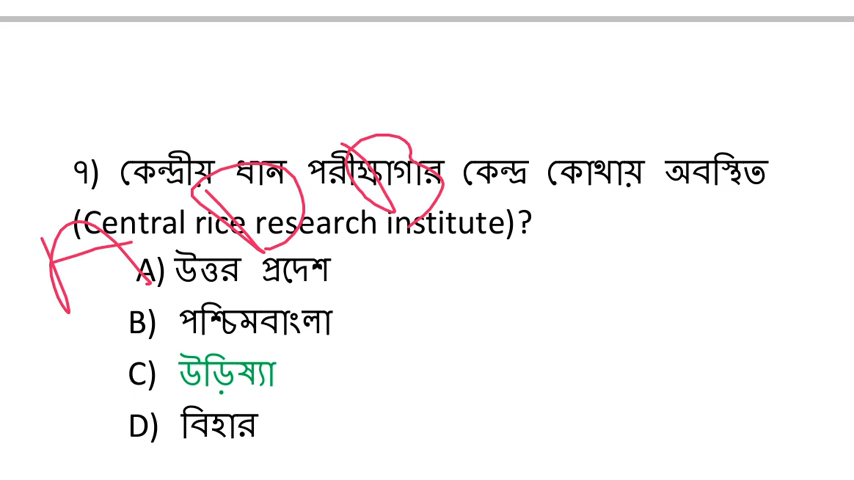 ৭) কেন্দ্রীয় ধান পরীক্ষাগার কেন্দ্র কোথায় অবস্থিত
(Central rice research institute)?
A) উত্তর প্রদেশ
B) পশ্চিমবাংলা
C) উড়িষ্যা
D) বিহার
A D B